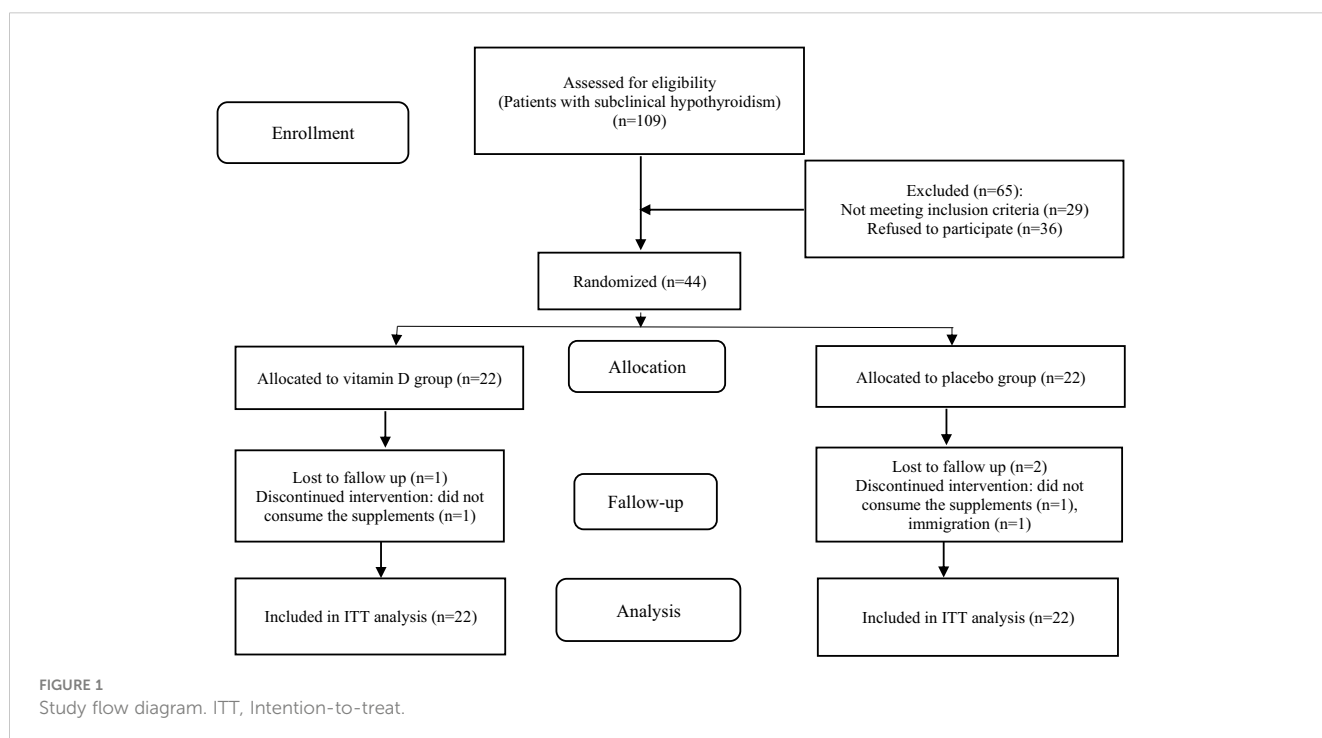 Assessed for eligibility
(Patients with subclinical hypothyroidism)
(n=109)
Enrollment
Excluded (n=65):
Not meeting inclusion criteria (n=29)
Refused to participate (n=36)
Randomized (n=44)
Allocated to vitamin D group (n=22)
Allocation
Allocated to placebo group (n=22)
Lost to fallow up (n=1)
Discontinued intervention: did not
consume the supplements (n=1)
Fallow-up
Lost to fallow up (n=2)
Discontinued intervention: did not
consume the supplements (n=1),
immigration (n=1)
Included in ITT analysis (n=22)
Analysis
Included in ITT analysis (n=22)
FIGURE 1
Study flow diagram. ITT, Intention-to-treat.